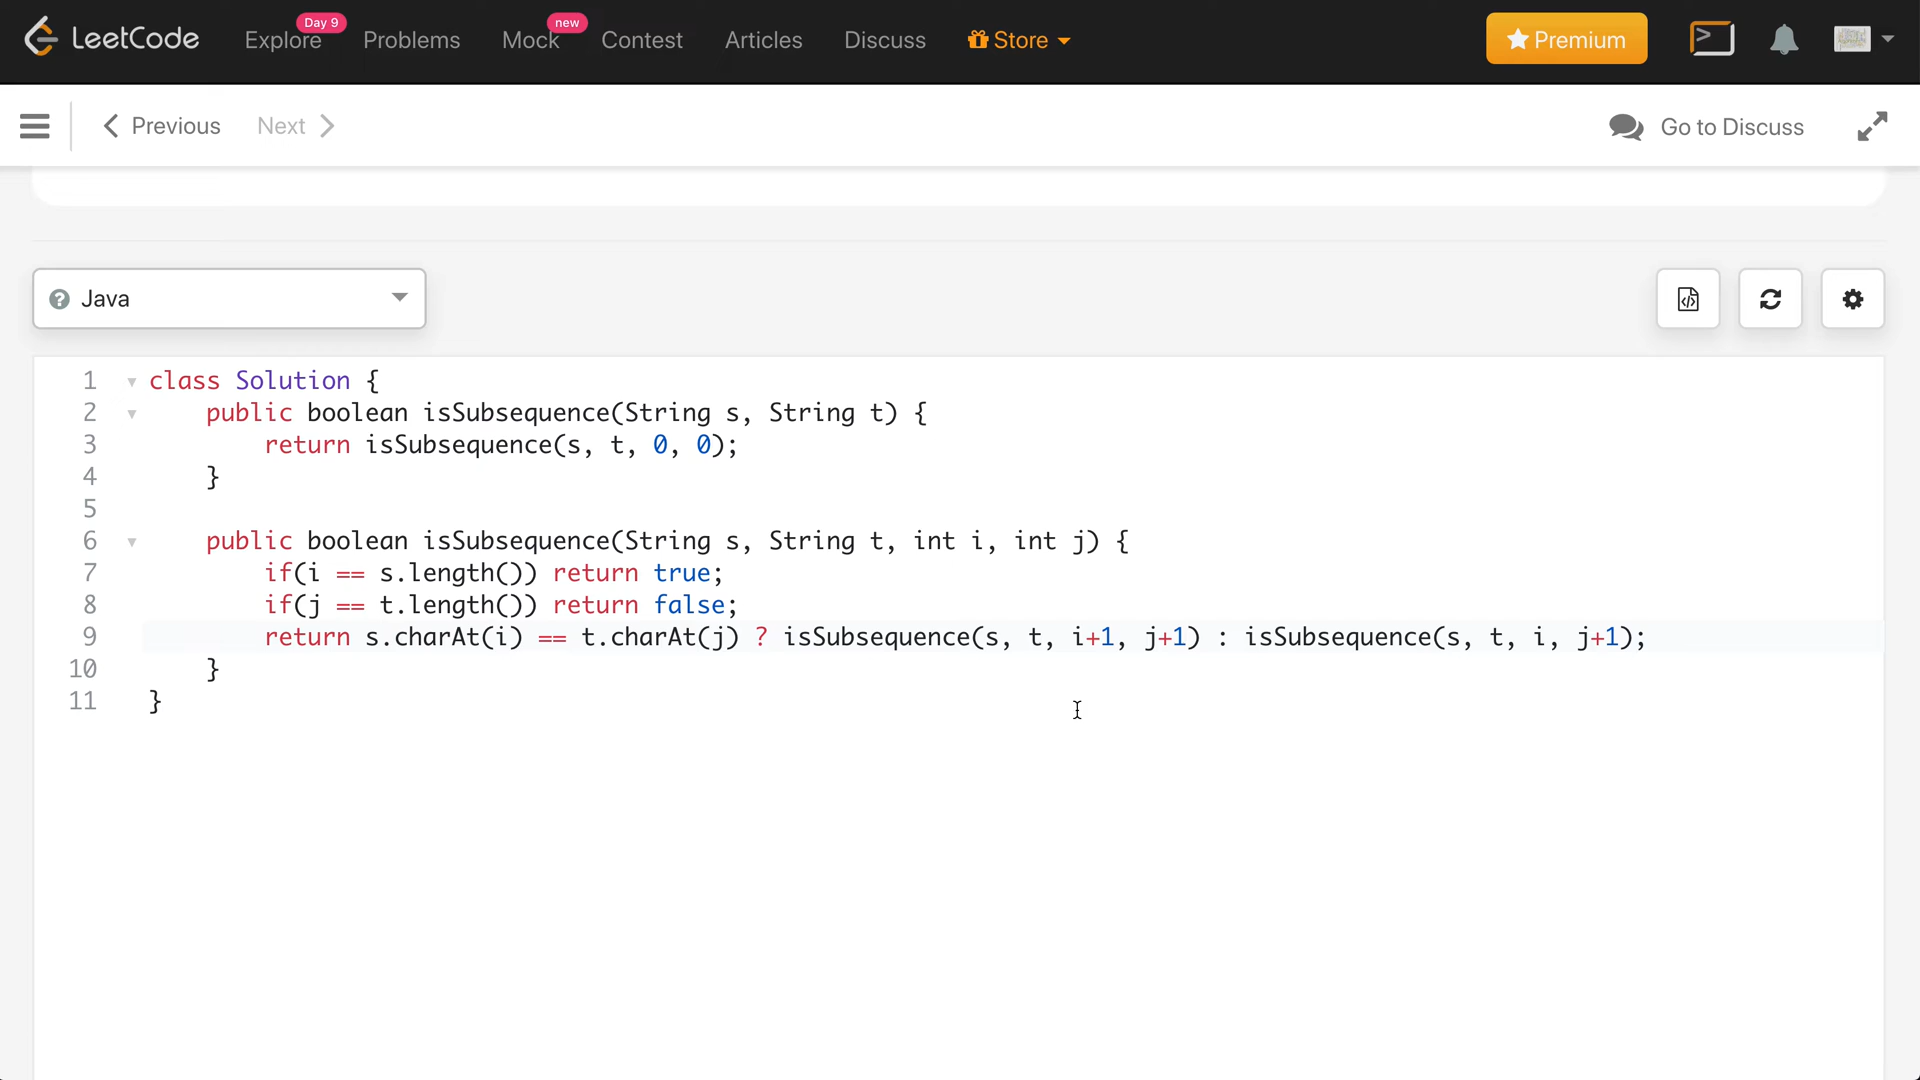 LeetCode Explore Day 9 Problems Mock new Contest Articles Discuss Store Premium
Previous Next Go to Discuss
Java
1 class Solution {
2     public boolean isSubsequence(String s, String t) {
3         return isSubsequence(s, t, 0, 0);
4     }
5
6     public boolean isSubsequence(String s, String t, int i, int j) {
7         if(i == s.length()) return true;
8         if(j == t.length()) return false;
9         return s.charAt(i) == t.charAt(j) ? isSubsequence(s, t, i+1, j+1) : isSubsequence(s, t, i, j+1);
10     }
11 }